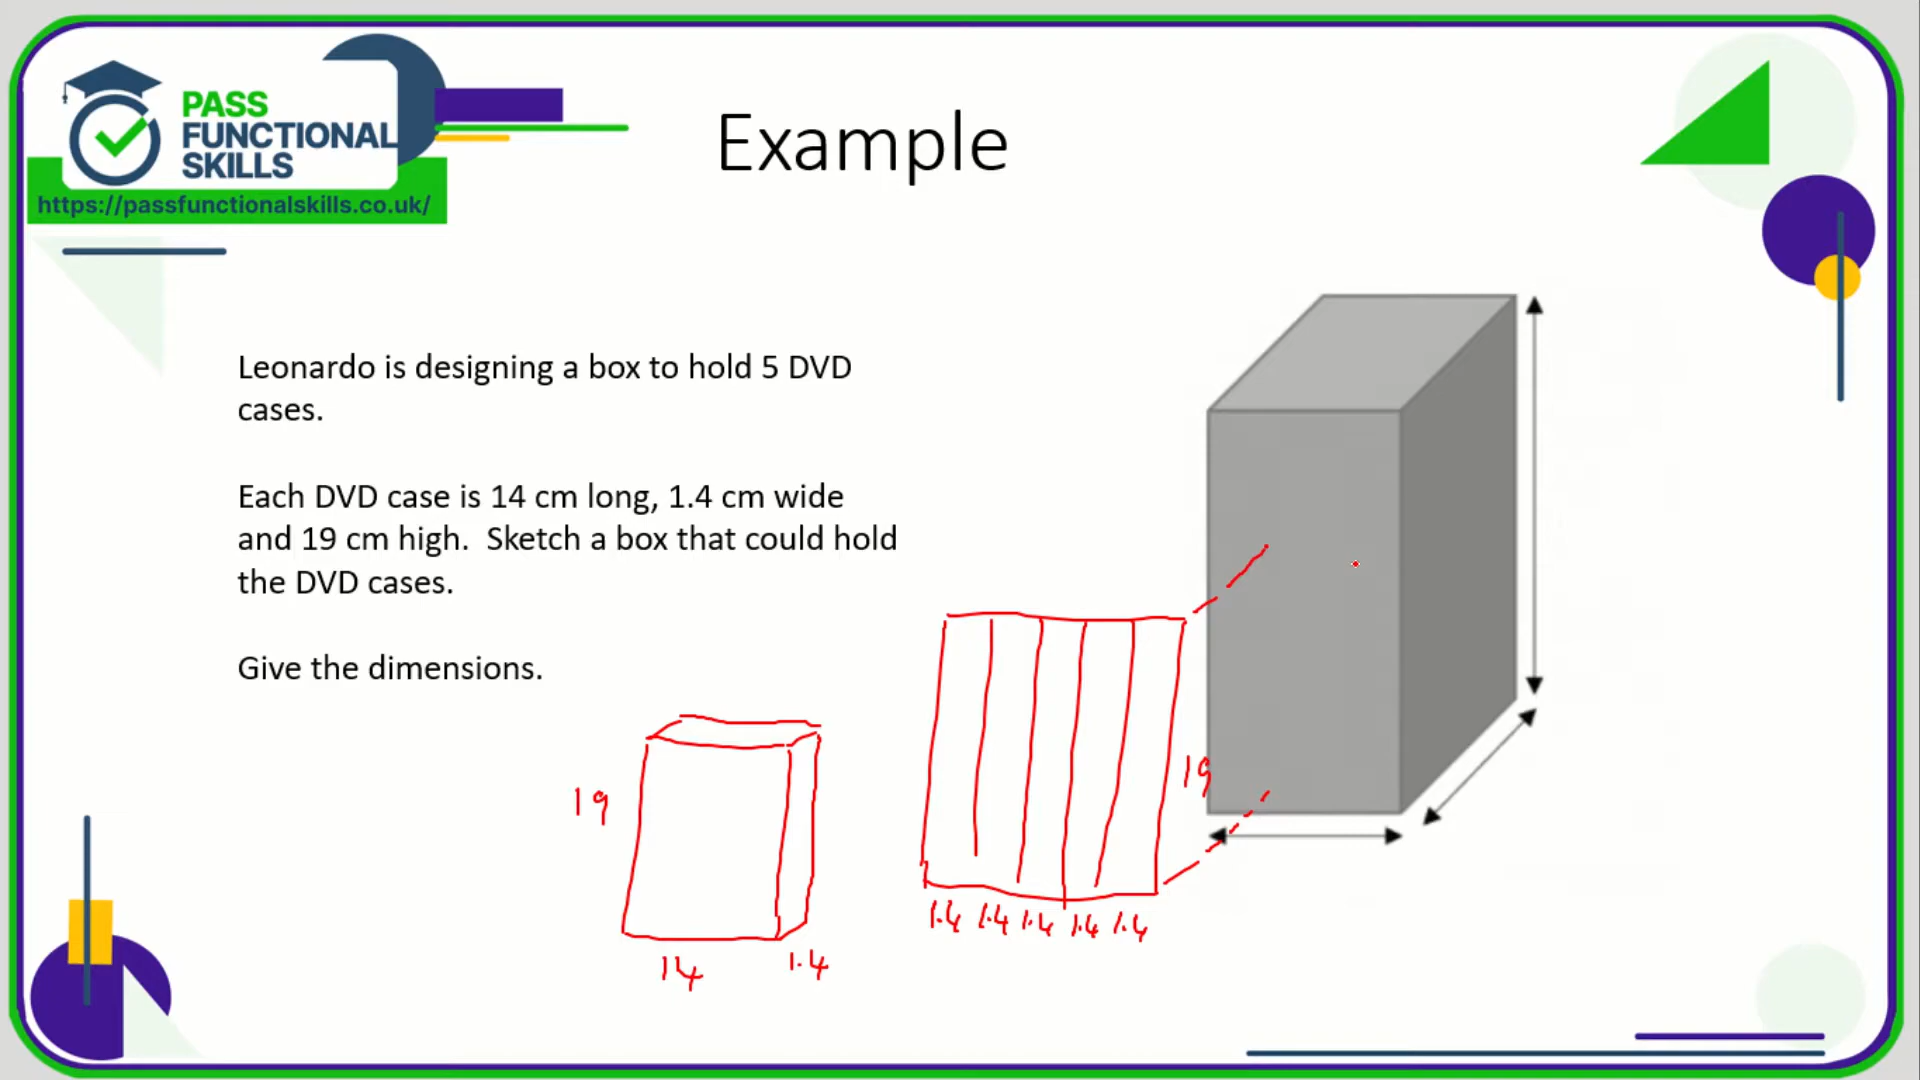 PASS
FUNCTIONAL
SKILLS
https://passfunctionalskills.co.uk/
Example
Leonardo is designing a box to hold 5 DVD
cases.
Each DVD case is 14 cm long, 1.4 cm wide
and 19 cm high. Sketch a box that could hold
the DVD cases.
Give the dimensions.
19
14
1.4
19
1.4 1.4 1.4 1.4 1.4